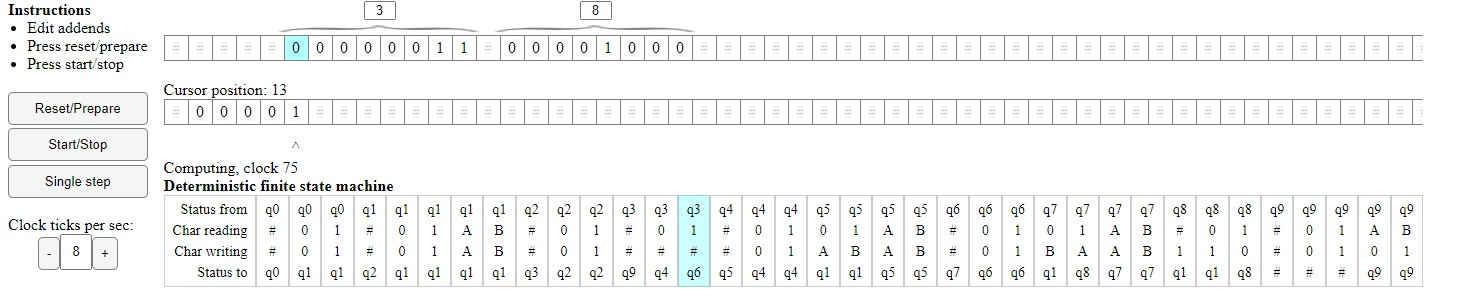 Instructions
• Edit addends
• Press reset/prepare
• Press start/stop
Reset/Prepare
Start/Stop
Single step
Clock ticks per sec:
- 8 +
3 8
# # # # # 0 0 0 0 0 0 1 1 # 0 0 0 0 1 0 0 0 # # # # # # # # # # # # # # # # # # # # # # # # # # # # # # #
Cursor position: 13
# 0 0 0 0 1 # # # # # # # # # # # # # # # # # # # # # # # # # # # # # # # # # # # # # # # # # # # # # # #
^
Computing, clock 75
Deterministic finite state machine
Status from q0 q0 q0 q1 q1 q1 q1 q1 q2 q2 q2 q3 q3 q3 q4 q4 q4 q5 q5 q5 q5 q6 q6 q6 q7 q7 q7 q7 q8 q8 q8 q9 q9 q9 q9 q9
Char reading # 0 1 # 0 1 A B # 0 1 # 0 1 # 0 1 0 1 A B # 0 1 0 1 A B # 0 1 # 0 1 A B
Char writing # 0 1 # 0 1 A B # 0 1 # # # # 0 1 A B A B # 0 1 B A A B 1 1 0 # 0 1 0 1
Status to q0 q1 q1 q2 q1 q1 q1 q1 q3 q2 q2 q9 q4 q6 q5 q4 q4 q1 q1 q5 q5 q7 q6 q6 q1 q8 q7 q7 q1 q1 q8 # # # q9 q9